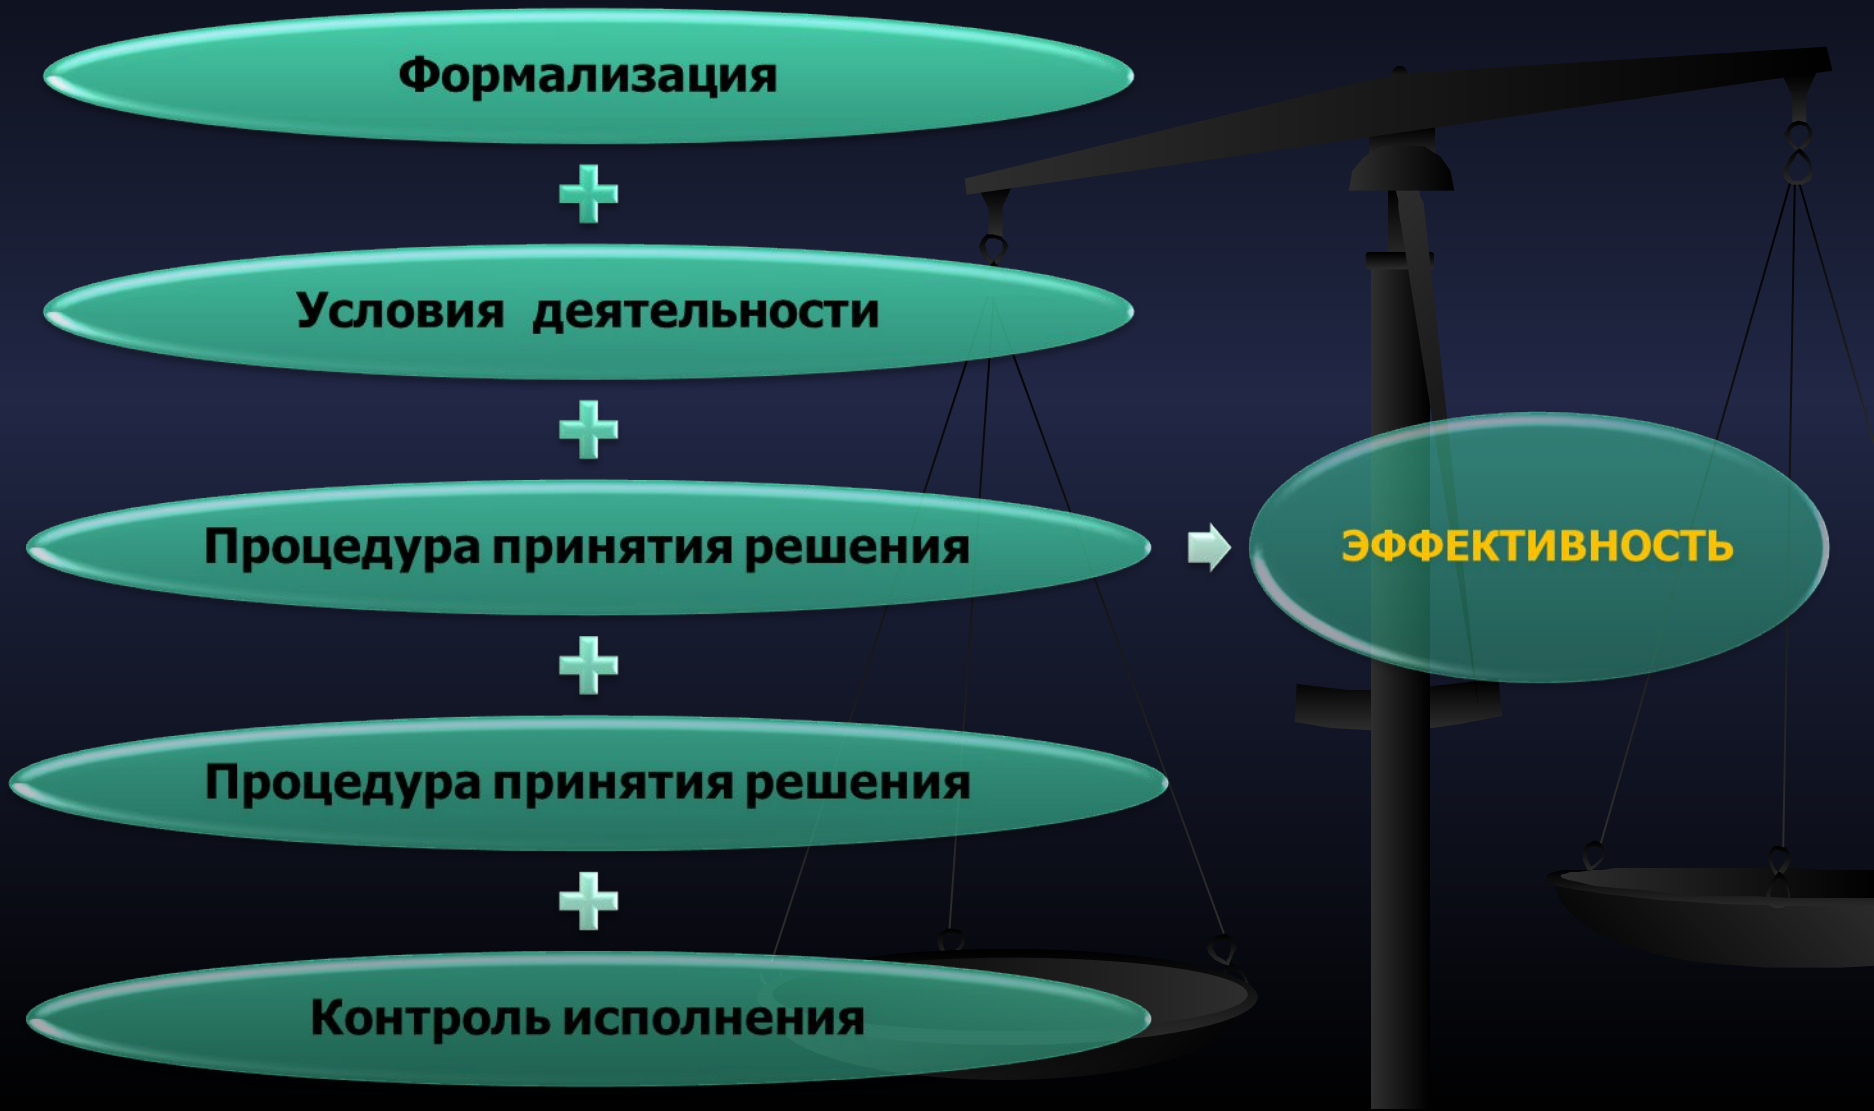 Формализация
Условия деятельности
Процедура принятия решения
Процедура принятия решения
Контроль исполнения
ЭФФЕКТИВНОСТЬ